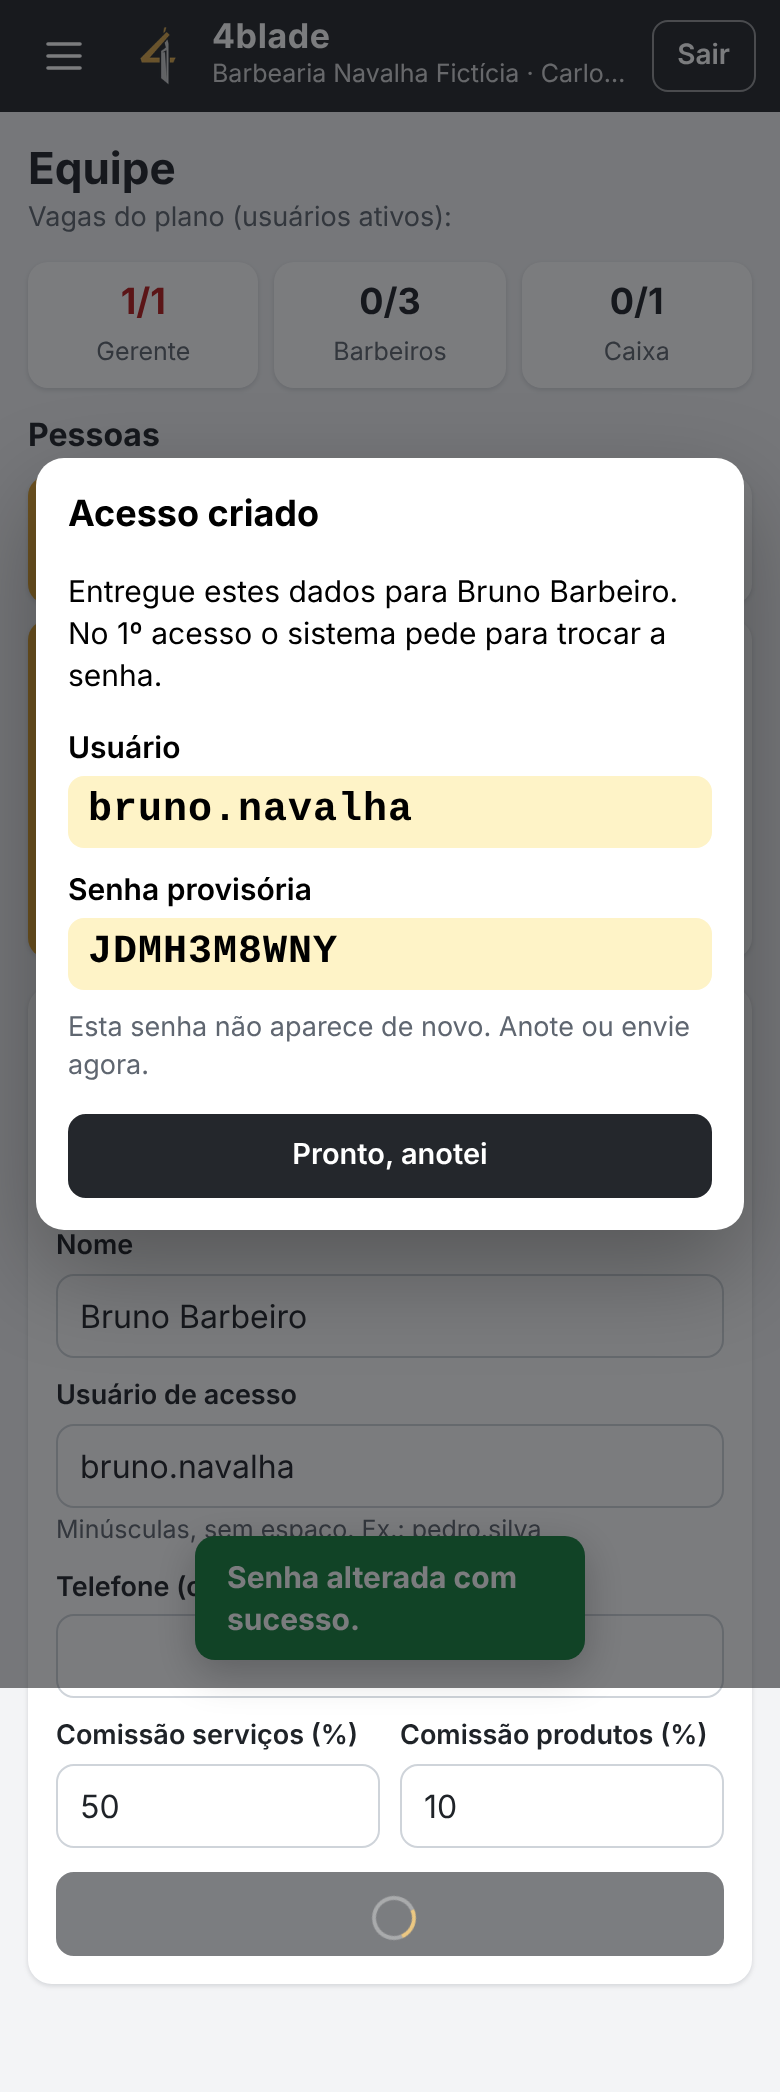 4blade
Barbearia Navalha Fictícia · Carlo...
Sair
Equipe
Vagas do plano (usuários ativos):
1/1
Gerente
0/3
Barbeiros
0/1
Caixa
Pessoas
Acesso criado
Entregue estes dados para Bruno Barbeiro.
No 1º acesso o sistema pede para trocar a
senha.
Usuário
bruno.navalha
Senha provisória
JDMH3M8WNY
Esta senha não aparece de novo. Anote ou envie
agora.
Pronto, anotei
Nome
Bruno Barbeiro
Usuário de acesso
bruno.navalha
Minúsculas, sem espaço. Ex.: pedro.silva
Telefone
Senha alterada com
sucesso.
Comissão serviços (%)
Comissão produtos (%)
50
10